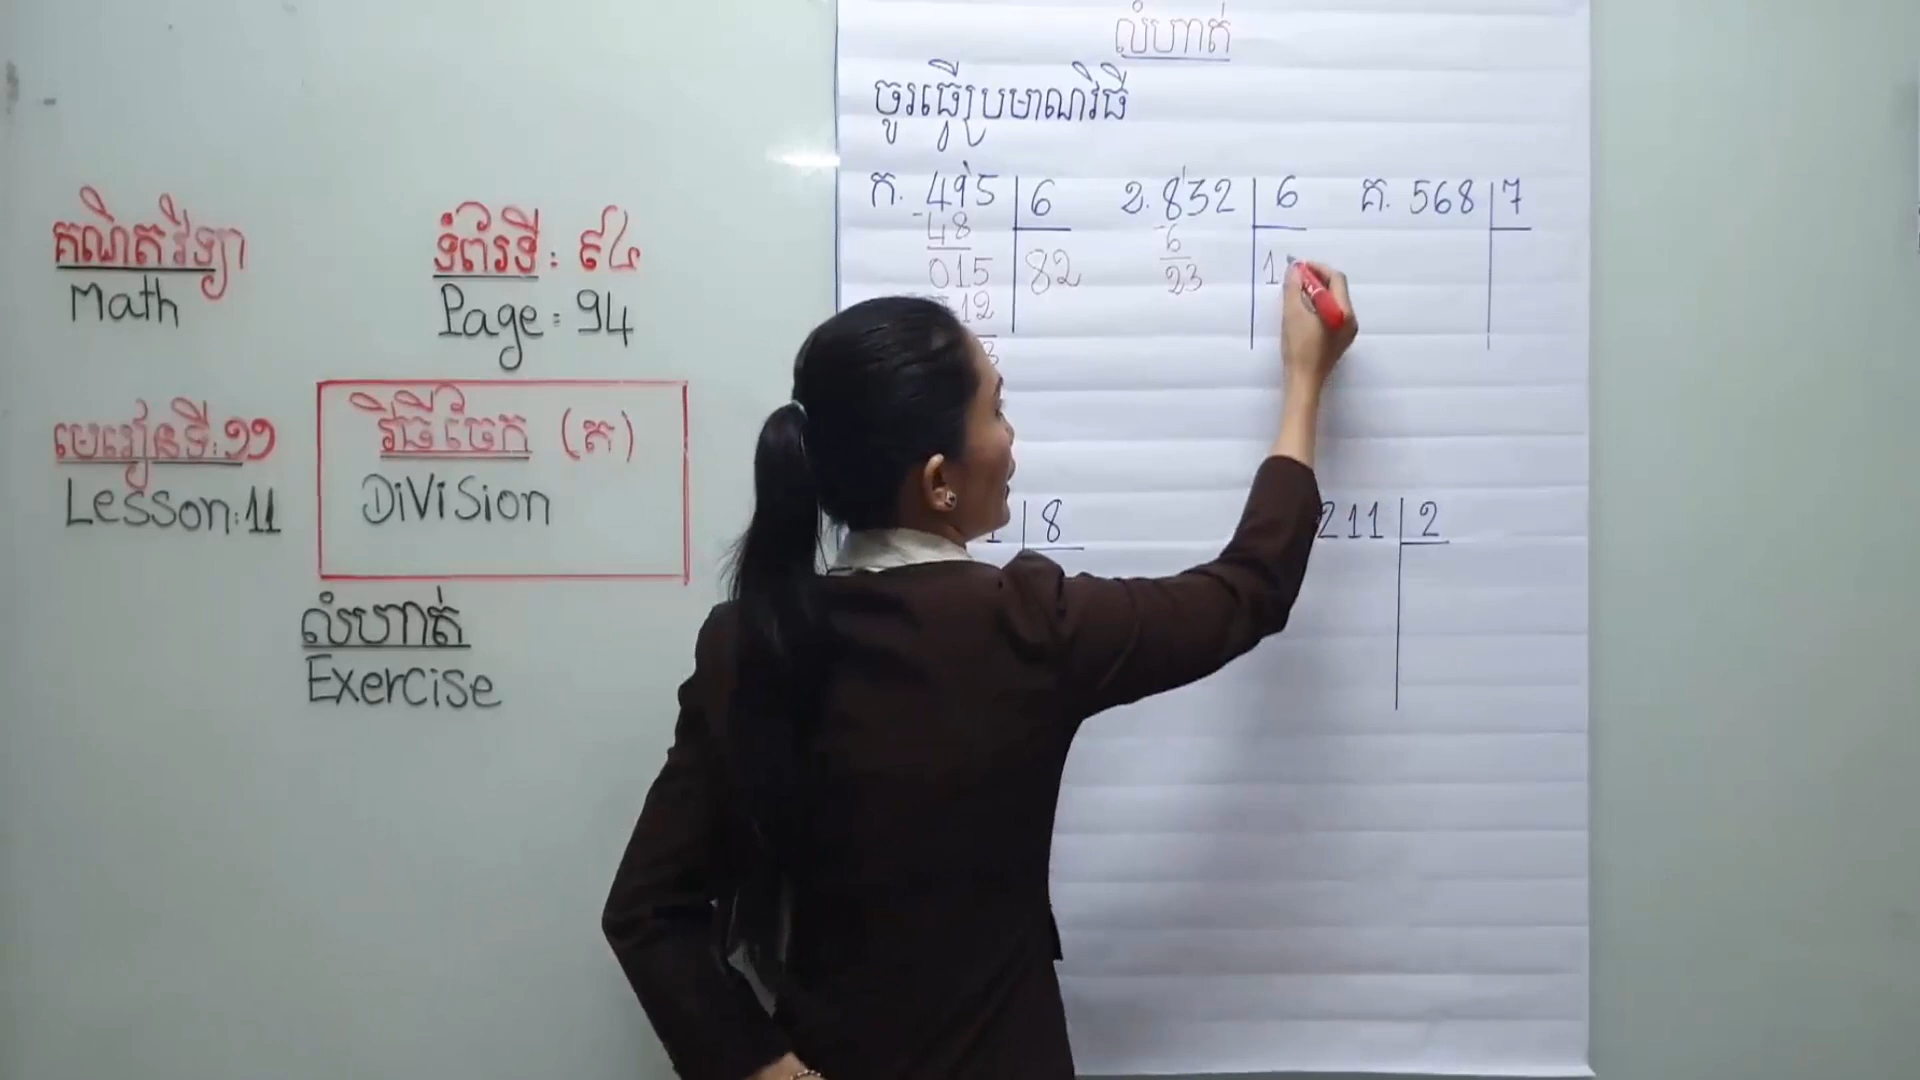 គណិតវិទ្យា
Math
ទំព័រទី: ៩៤
Page: 94
មេរៀនទី:១១
Lesson:11
វិធីចែក (ត)
DiVision
លំហាត់
Exercise
លំហាត់
ចូរធ្វើប្រមាណវិធី
ក. 495 6
-48
015 82
12
3
ខ. 832 6
-6
23 1
គ. 568 7
1 8
211 2